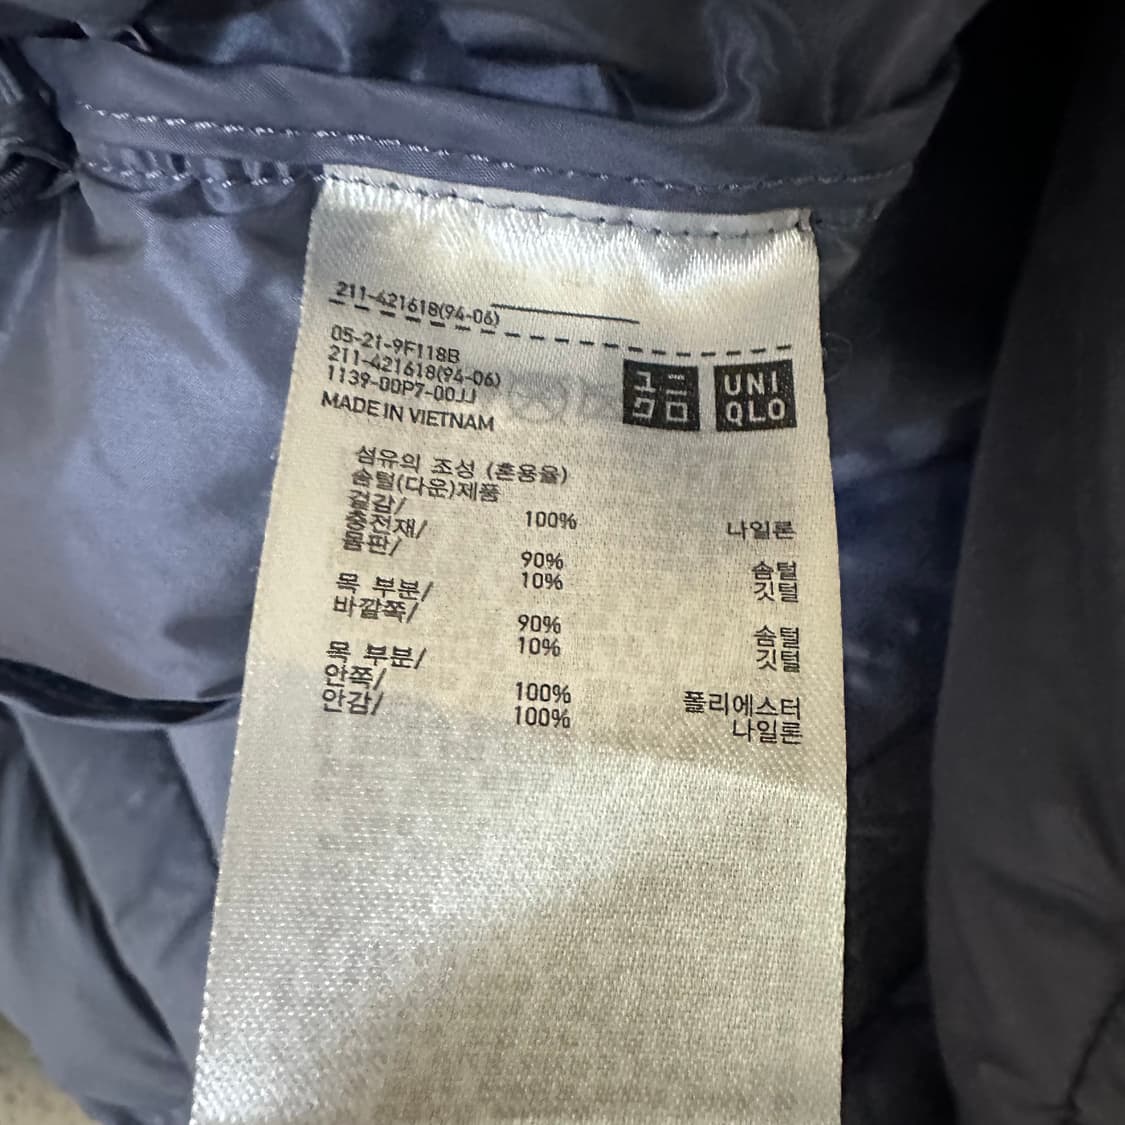 211-421618(94-06)
05-21-9F118B
211-421618(94-06)
1139-00P7-00JJ
MADE IN VIETNAM
ユニ
クロ
UNI
QLO
섬유의 조성 (혼용율)
솜털(다운)제품
겉감/ 100% 나일론
충전재/
몸판/ 90% 솜털
10% 깃털
목 부분/
바깥쪽/ 90% 솜털
10% 깃털
목 부분/
안쪽/ 100% 폴리에스터
안감/ 100% 나일론